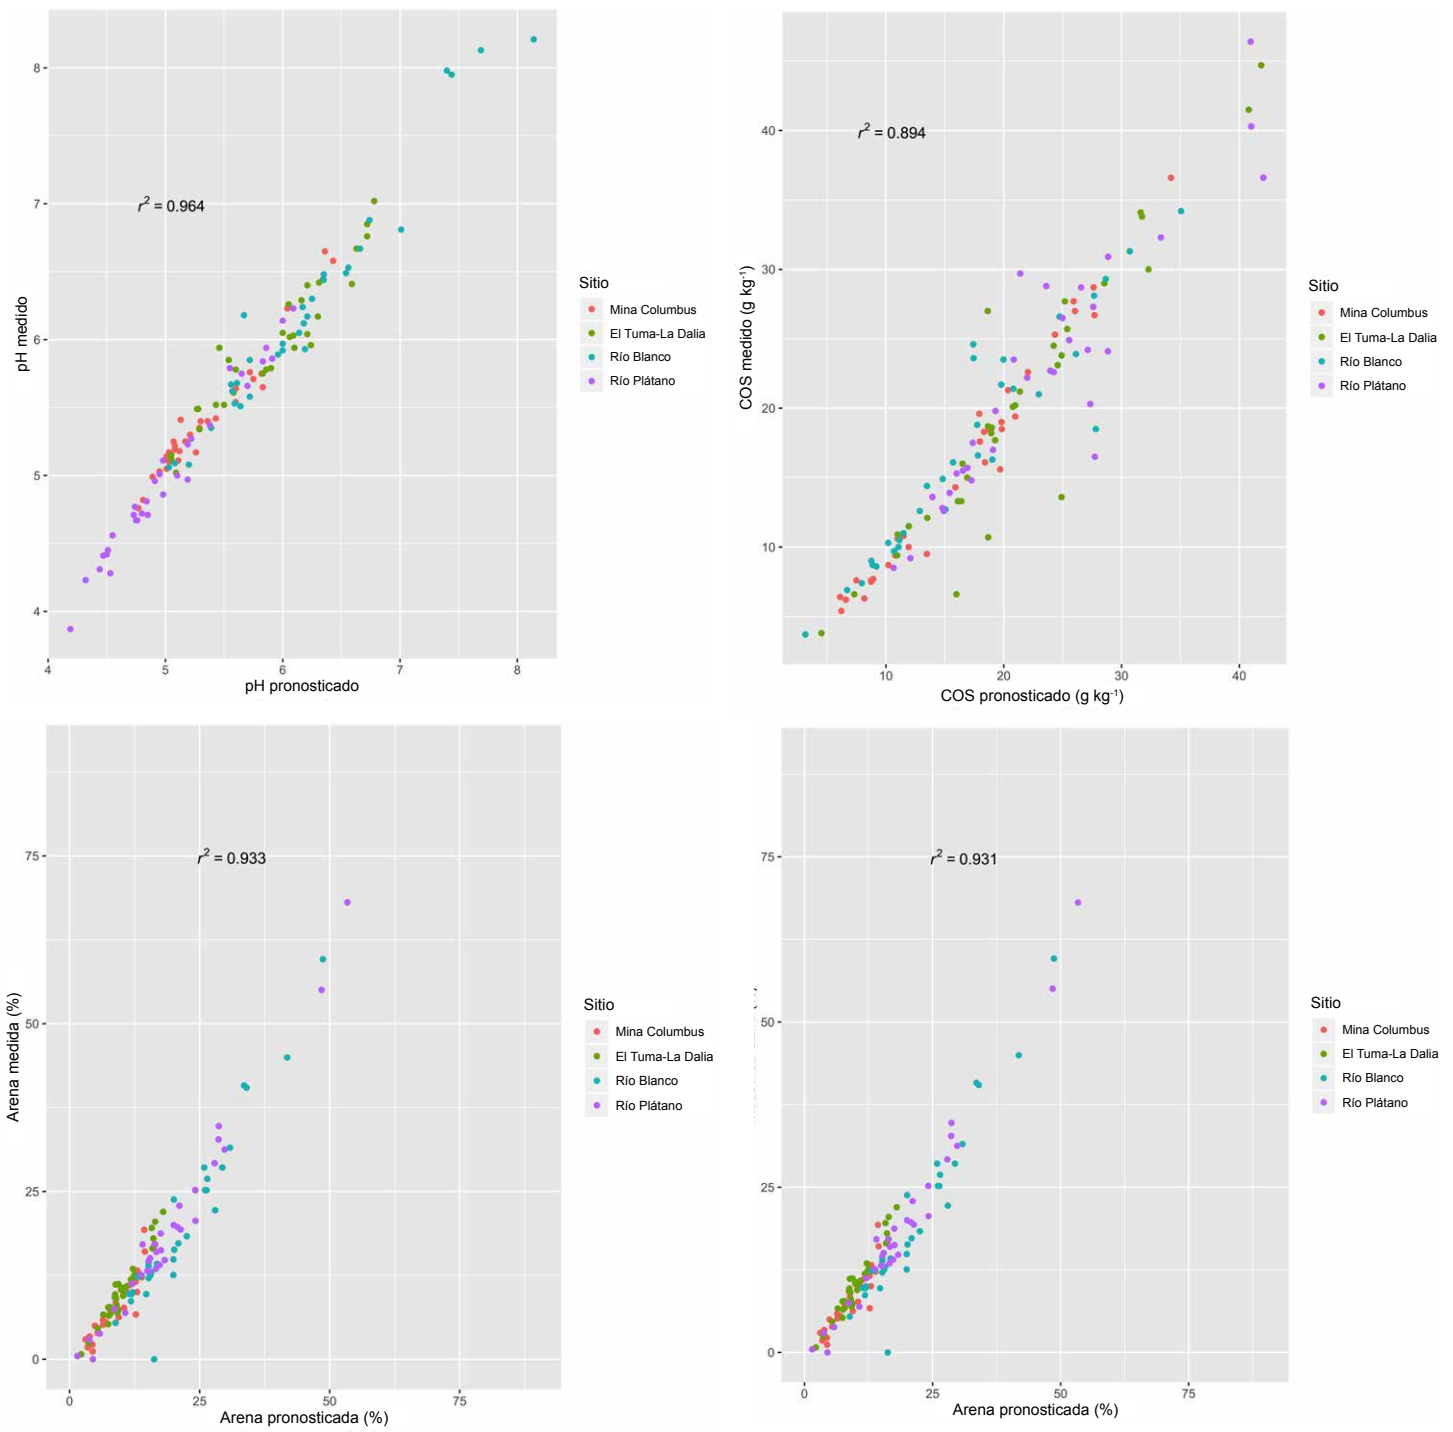 8
7
6
5
4
4
5
6
7
8
pH medido
pH pronosticado
r² = 0.964
Sitio
Mina Columbus
El Tuma-La Dalia
Río Blanco
Río Plátano
40
30
20
10
10
20
30
40
COS medido (g kg⁻¹)
COS pronosticado (g kg⁻¹)
r² = 0.894
Sitio
Mina Columbus
El Tuma-La Dalia
Río Blanco
Río Plátano
75
50
25
0
0
25
50
75
Arena medida (%)
Arena pronosticada (%)
r² = 0.933
Sitio
Mina Columbus
El Tuma-La Dalia
Río Blanco
Río Plátano
75
50
25
0
0
25
50
75
Arena pronosticada (%)
r² = 0.931
Sitio
Mina Columbus
El Tuma-La Dalia
Río Blanco
Río Plátano